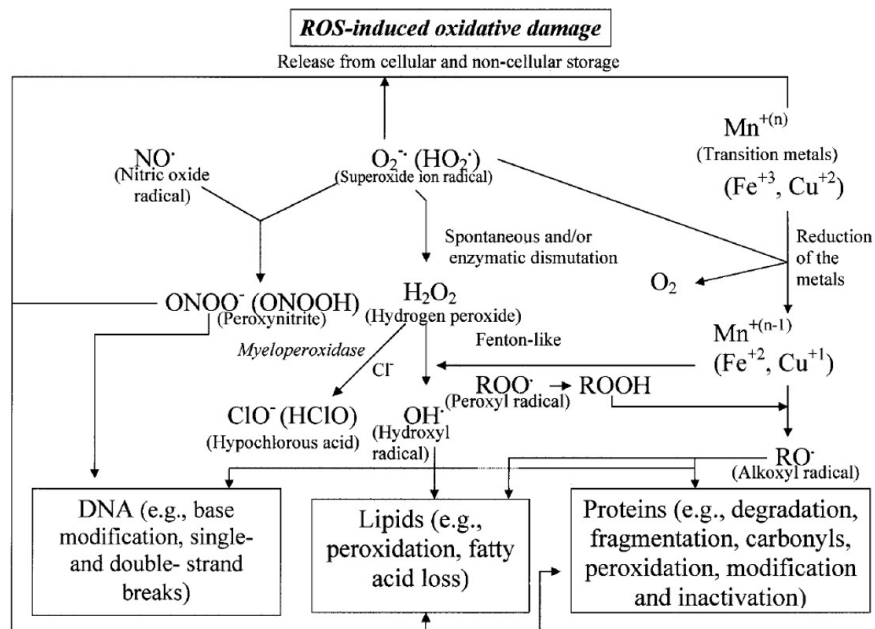 ROS-induced oxidative damage
Release from cellular and non-cellular storage
NO·
(Nitric oxide
radical)
O₂⁻· (HO₂·)
(Superoxide ion radical)
Mn⁺⁽ⁿ⁾
(Transition metals)
(Fe⁺³, Cu⁺²)
Spontaneous and/or
enzymatic dismutation
Reduction
of the
metals
O₂
ONOO⁻ (ONOOH)
(Peroxynitrite)
H₂O₂
(Hydrogen peroxide)
Mn⁺⁽ⁿ⁻¹⁾
(Fe⁺², Cu⁺¹)
Myeloperoxidase
Cl⁻
Fenton-like
ROO·
(Peroxyl radical)
ROOH
ClO⁻ (HClO)
(Hypochlorous acid)
OH·
(Hydroxyl
radical)
RO·
(Alkoxyl radical)
DNA (e.g., base
modification, single-
and double- strand
breaks)
Lipids (e.g.,
peroxidation, fatty
acid loss)
Proteins (e.g., degradation,
fragmentation, carbonyls,
peroxidation, modification
and inactivation)